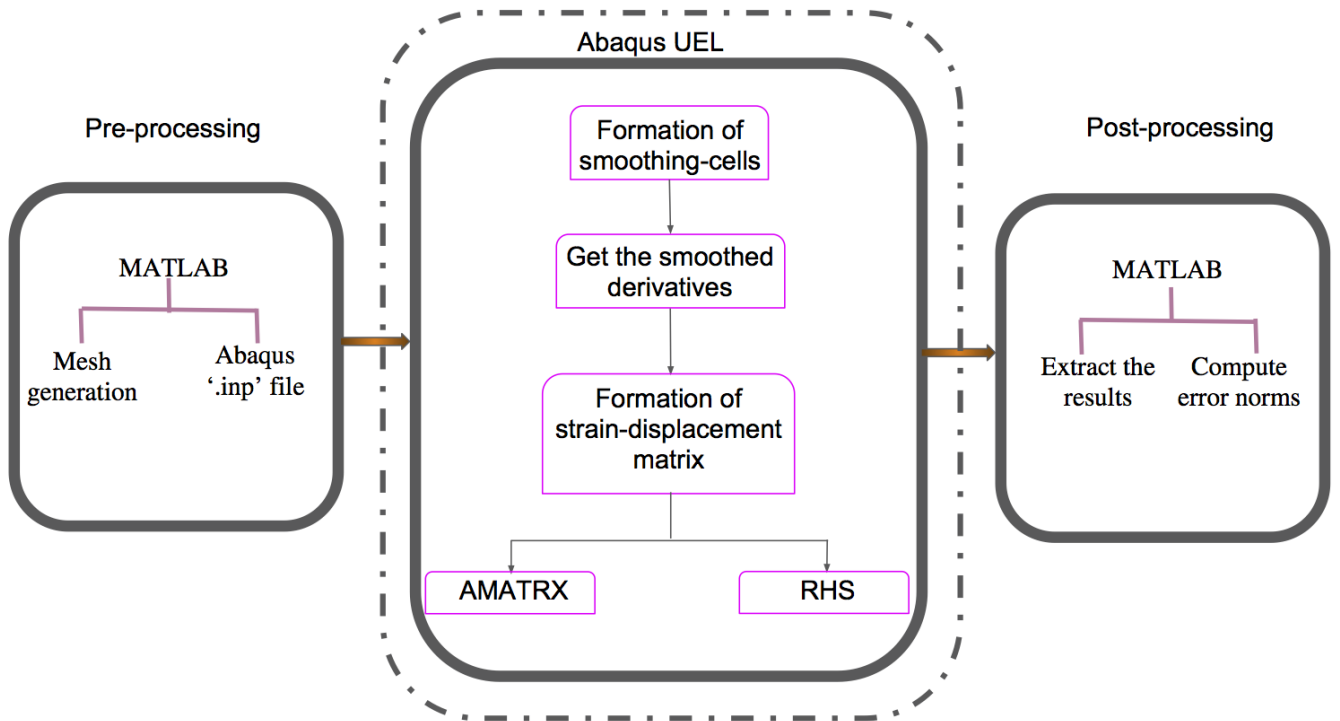 Pre-processing
MATLAB
Mesh
generation
Abaqus
‘.inp’ file
Abaqus UEL
Formation of
smoothing-cells
Get the smoothed
derivatives
Formation of
strain-displacement
matrix
AMATRX
RHS
Post-processing
MATLAB
Extract the
results
Compute
error norms